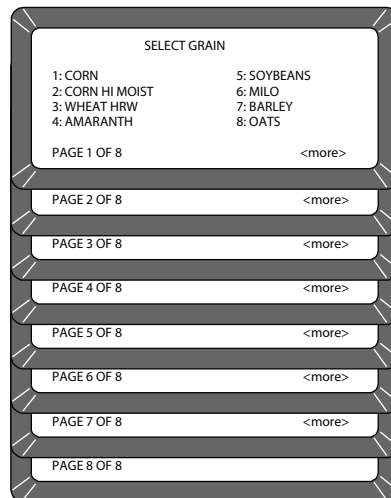 SELECT GRAIN
1: CORN 5: SOYBEANS
2: CORN HI MOIST 6: MILO
3: WHEAT HRW 7: BARLEY
4: AMARANTH 8: OATS
PAGE 1 OF 8 <more>
PAGE 2 OF 8 <more>
PAGE 3 OF 8 <more>
PAGE 4 OF 8 <more>
PAGE 5 OF 8 <more>
PAGE 6 OF 8 <more>
PAGE 7 OF 8 <more>
PAGE 8 OF 8